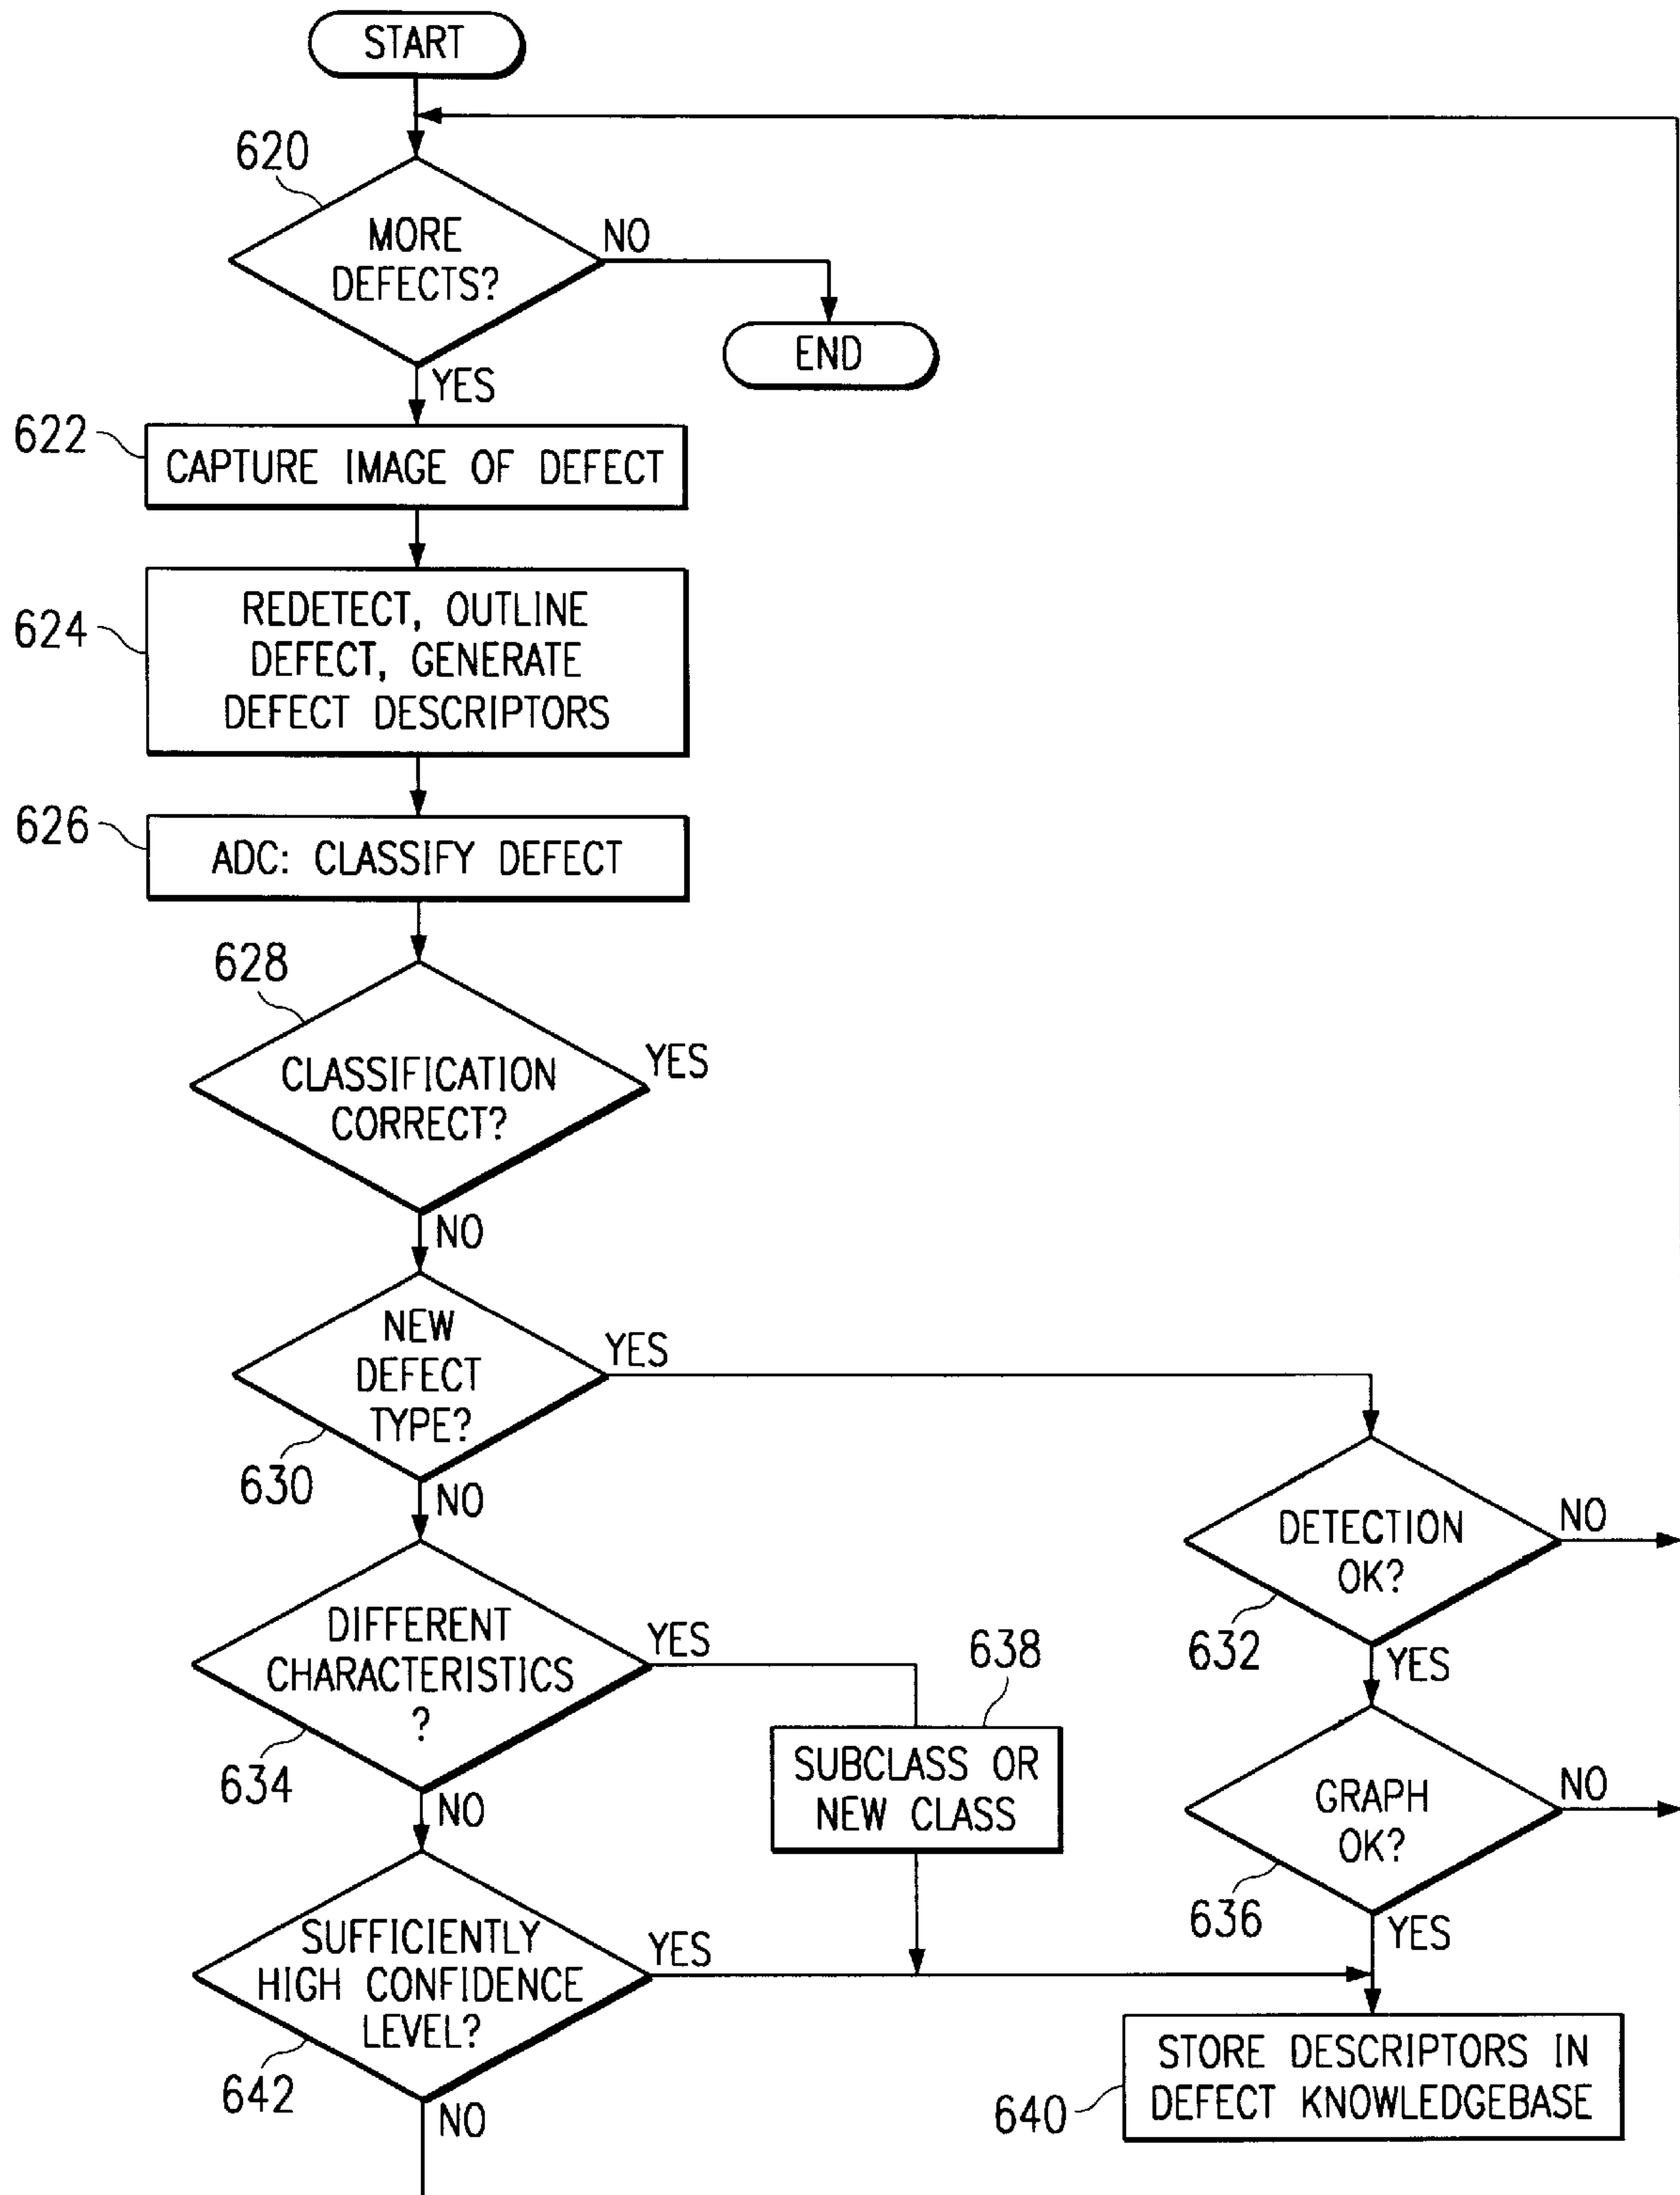 START
620
MORE
DEFECTS?
NO
END
YES
622
CAPTURE IMAGE OF DEFECT
624
REDETECT, OUTLINE
DEFECT, GENERATE
DEFECT DESCRIPTORS
626
ADC: CLASSIFY DEFECT
628
CLASSIFICATION
CORRECT?
YES
NO
NEW
DEFECT
TYPE?
YES
630
NO
DETECTION
OK?
NO
632
YES
DIFFERENT
CHARACTERISTICS
?
YES
634
NO
638
SUBCLASS OR
NEW CLASS
GRAPH
OK?
NO
636
YES
SUFFICIENTLY
HIGH CONFIDENCE
LEVEL?
YES
642
NO
640
STORE DESCRIPTORS IN
DEFECT KNOWLEDGEBASE